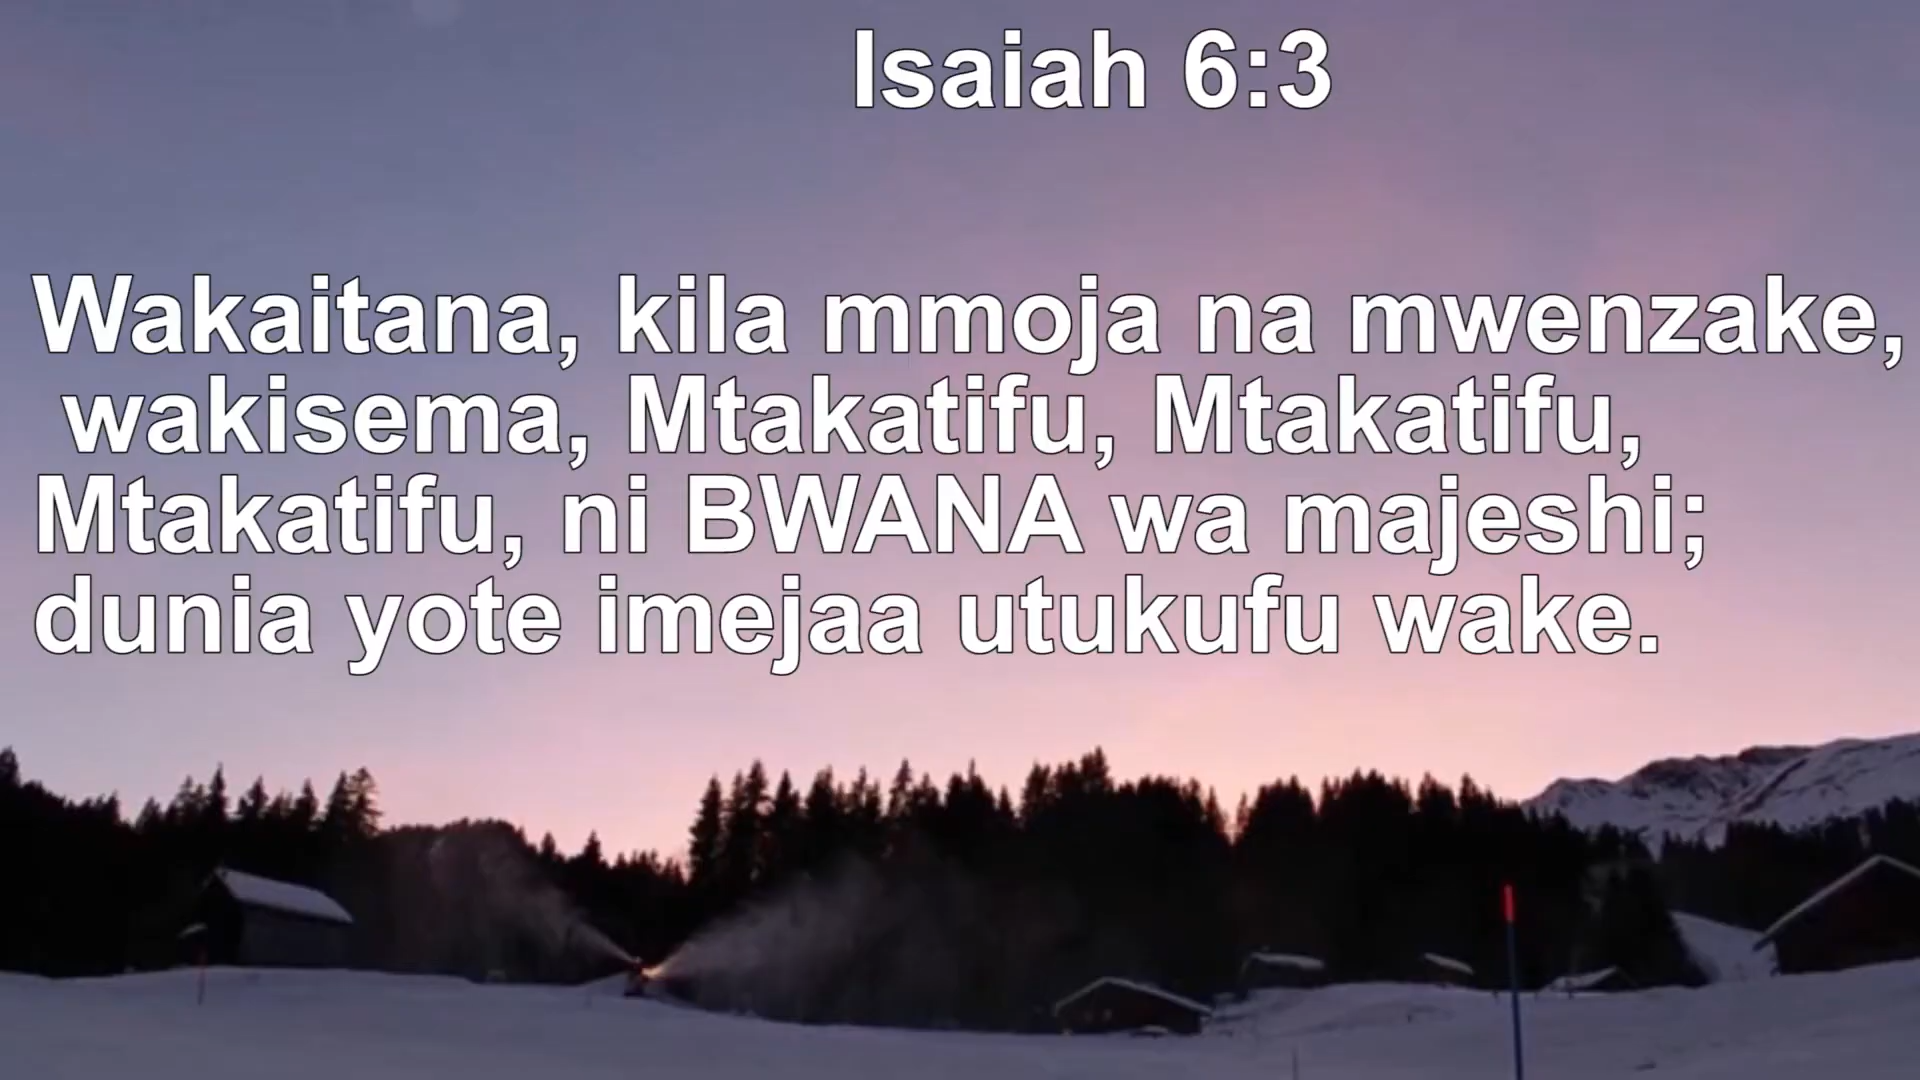 Isaiah 6:3
Wakaitana, kila mmoja na mwenzake,
wakisema, Mtakatifu, Mtakatifu,
Mtakatifu, ni BWANA wa majeshi;
dunia yote imejaa utukufu wake.